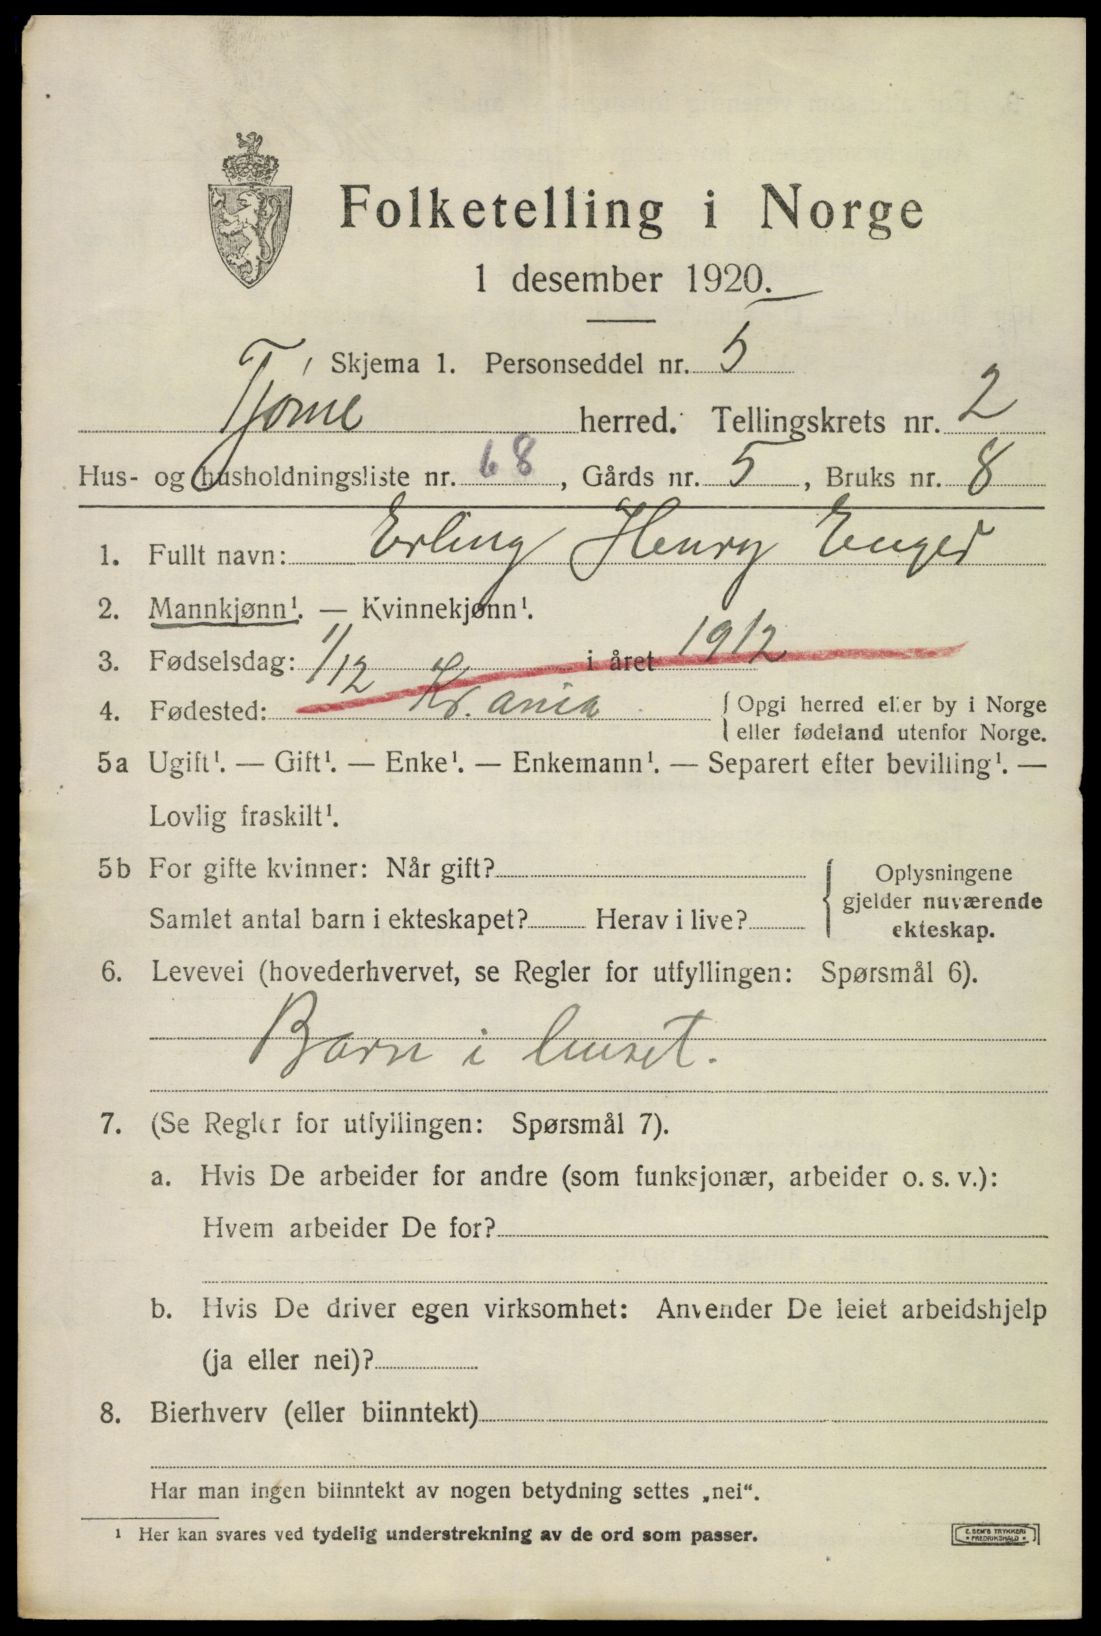 Folketelling i Norge
1 desember 1920.
Skjema 1. Personseddel nr. 5
Tjøme herred. Tellingskrets nr. 2
Hus- og husholdningsliste nr. 68, Gårds nr. 5, Bruks nr. 8
1. Fullt navn: Erling Henry Enger
2. Mannkjønn¹. — Kvinnekjønn¹.
3. Fødselsdag: 1/12 i året 1912
4. Fødested: Kr.ania { Opgi herred eller by i Norge
eller fødeland utenfor Norge.
5a Ugift¹. — Gift¹. — Enke¹. — Enkemann¹. — Separert efter bevilling¹. —
Lovlig fraskilt¹.
5b For gifte kvinner: Når gift?
Samlet antal barn i ekteskapet? Herav i live?
{ Oplysningene
gjelder nuværende
ekteskap.
6. Levevei (hovederhvervet, se Regler for utfyllingen: Spørsmål 6).
Barn i huset.
7. (Se Regler for utfyllingen: Spørsmål 7).
a. Hvis De arbeider for andre (som funksjonær, arbeider o. s. v.):
Hvem arbeider De for?
b. Hvis De driver egen virksomhet: Anvender De leiet arbeidshjelp
(ja eller nei)?
8. Bierhverv (eller biinntekt)
Har man ingen biinntekt av nogen betydning settes „nei“.
¹ Her kan svares ved tydelig understrekning av de ord som passer.
E. SEM'S TRYKKERI
• FREDRIKSHALD •